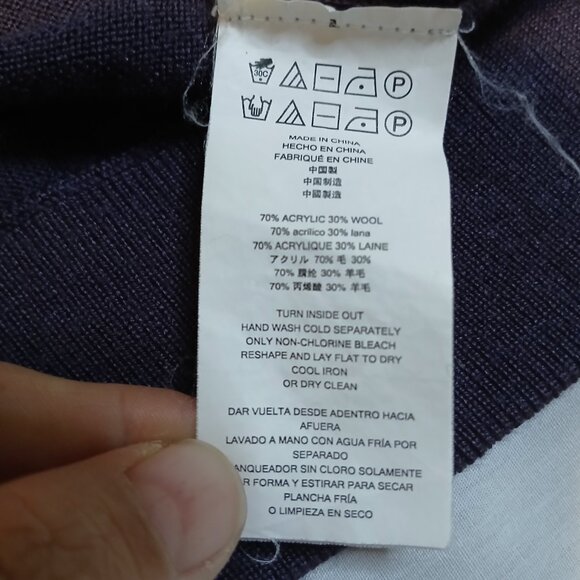 30C P
P
MADE IN CHINA
HECHO EN CHINA
FABRIQUÉ EN CHINE
中国製
中国制造
中國製造
70% ACRYLIC 30% WOOL
70% acrílico 30% lana
70% ACRYLIQUE 30% LAINE
アクリル 70% 毛 30%
70% 腈纶 30% 羊毛
70% 丙烯酸 30% 羊毛
TURN INSIDE OUT
HAND WASH COLD SEPARATELY
ONLY NON-CHLORINE BLEACH
RESHAPE AND LAY FLAT TO DRY
COOL IRON
OR DRY CLEAN
DAR VUELTA DESDE ADENTRO HACIA
AFUERA
LAVADO A MANO CON AGUA FRÍA POR
SEPARADO
ANQUEADOR SIN CLORO SOLAMENTE
AR FORMA Y ESTIRAR PARA SECAR
PLANCHA FRÍA
O LIMPIEZA EN SECO